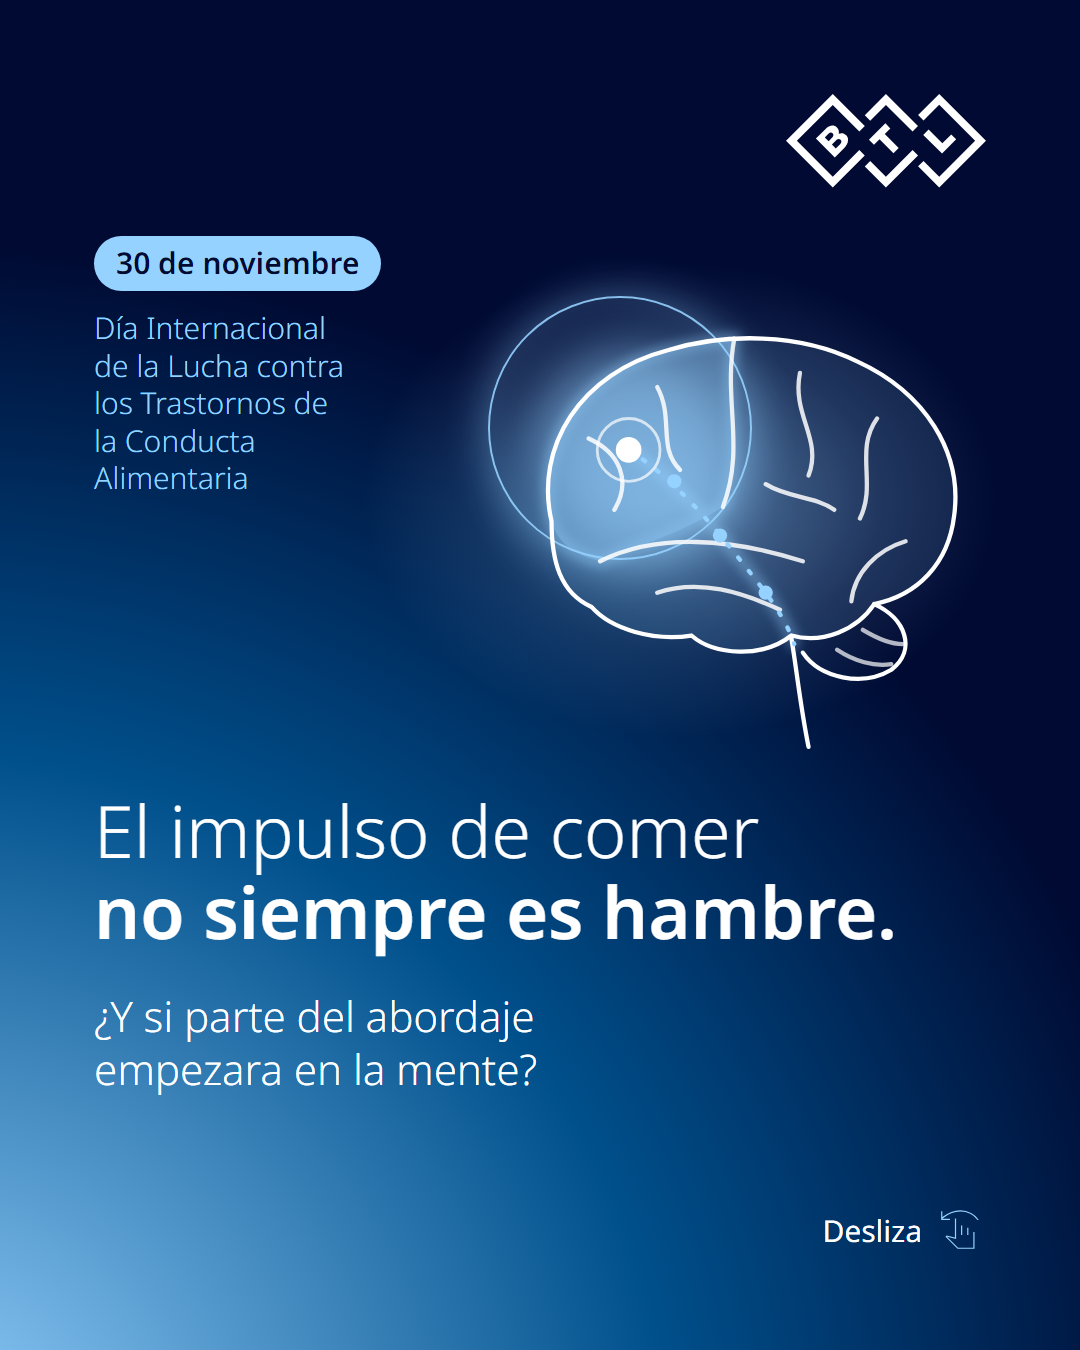 BTL
30 de noviembre
Día Internacional
de la Lucha contra
los Trastornos de
la Conducta
Alimentaria
El impulso de comer
no siempre es hambre.
¿Y si parte del abordaje
empezara en la mente?
Desliza